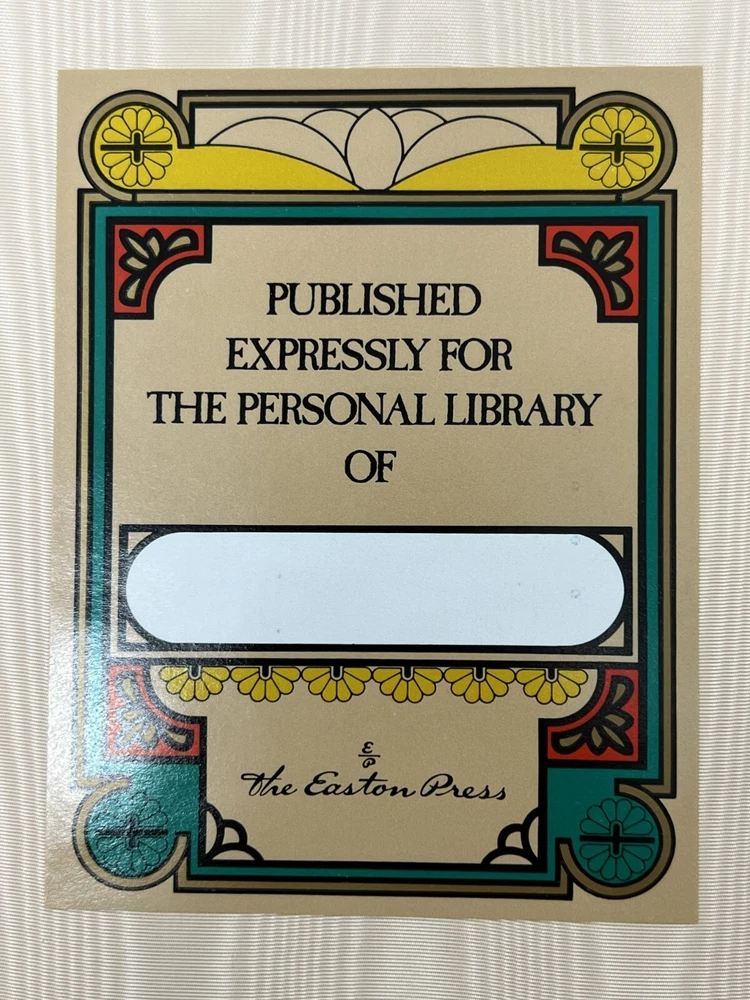 PUBLISHED
EXPRESSLY FOR
THE PERSONAL LIBRARY
OF
E
P
The Easton Press